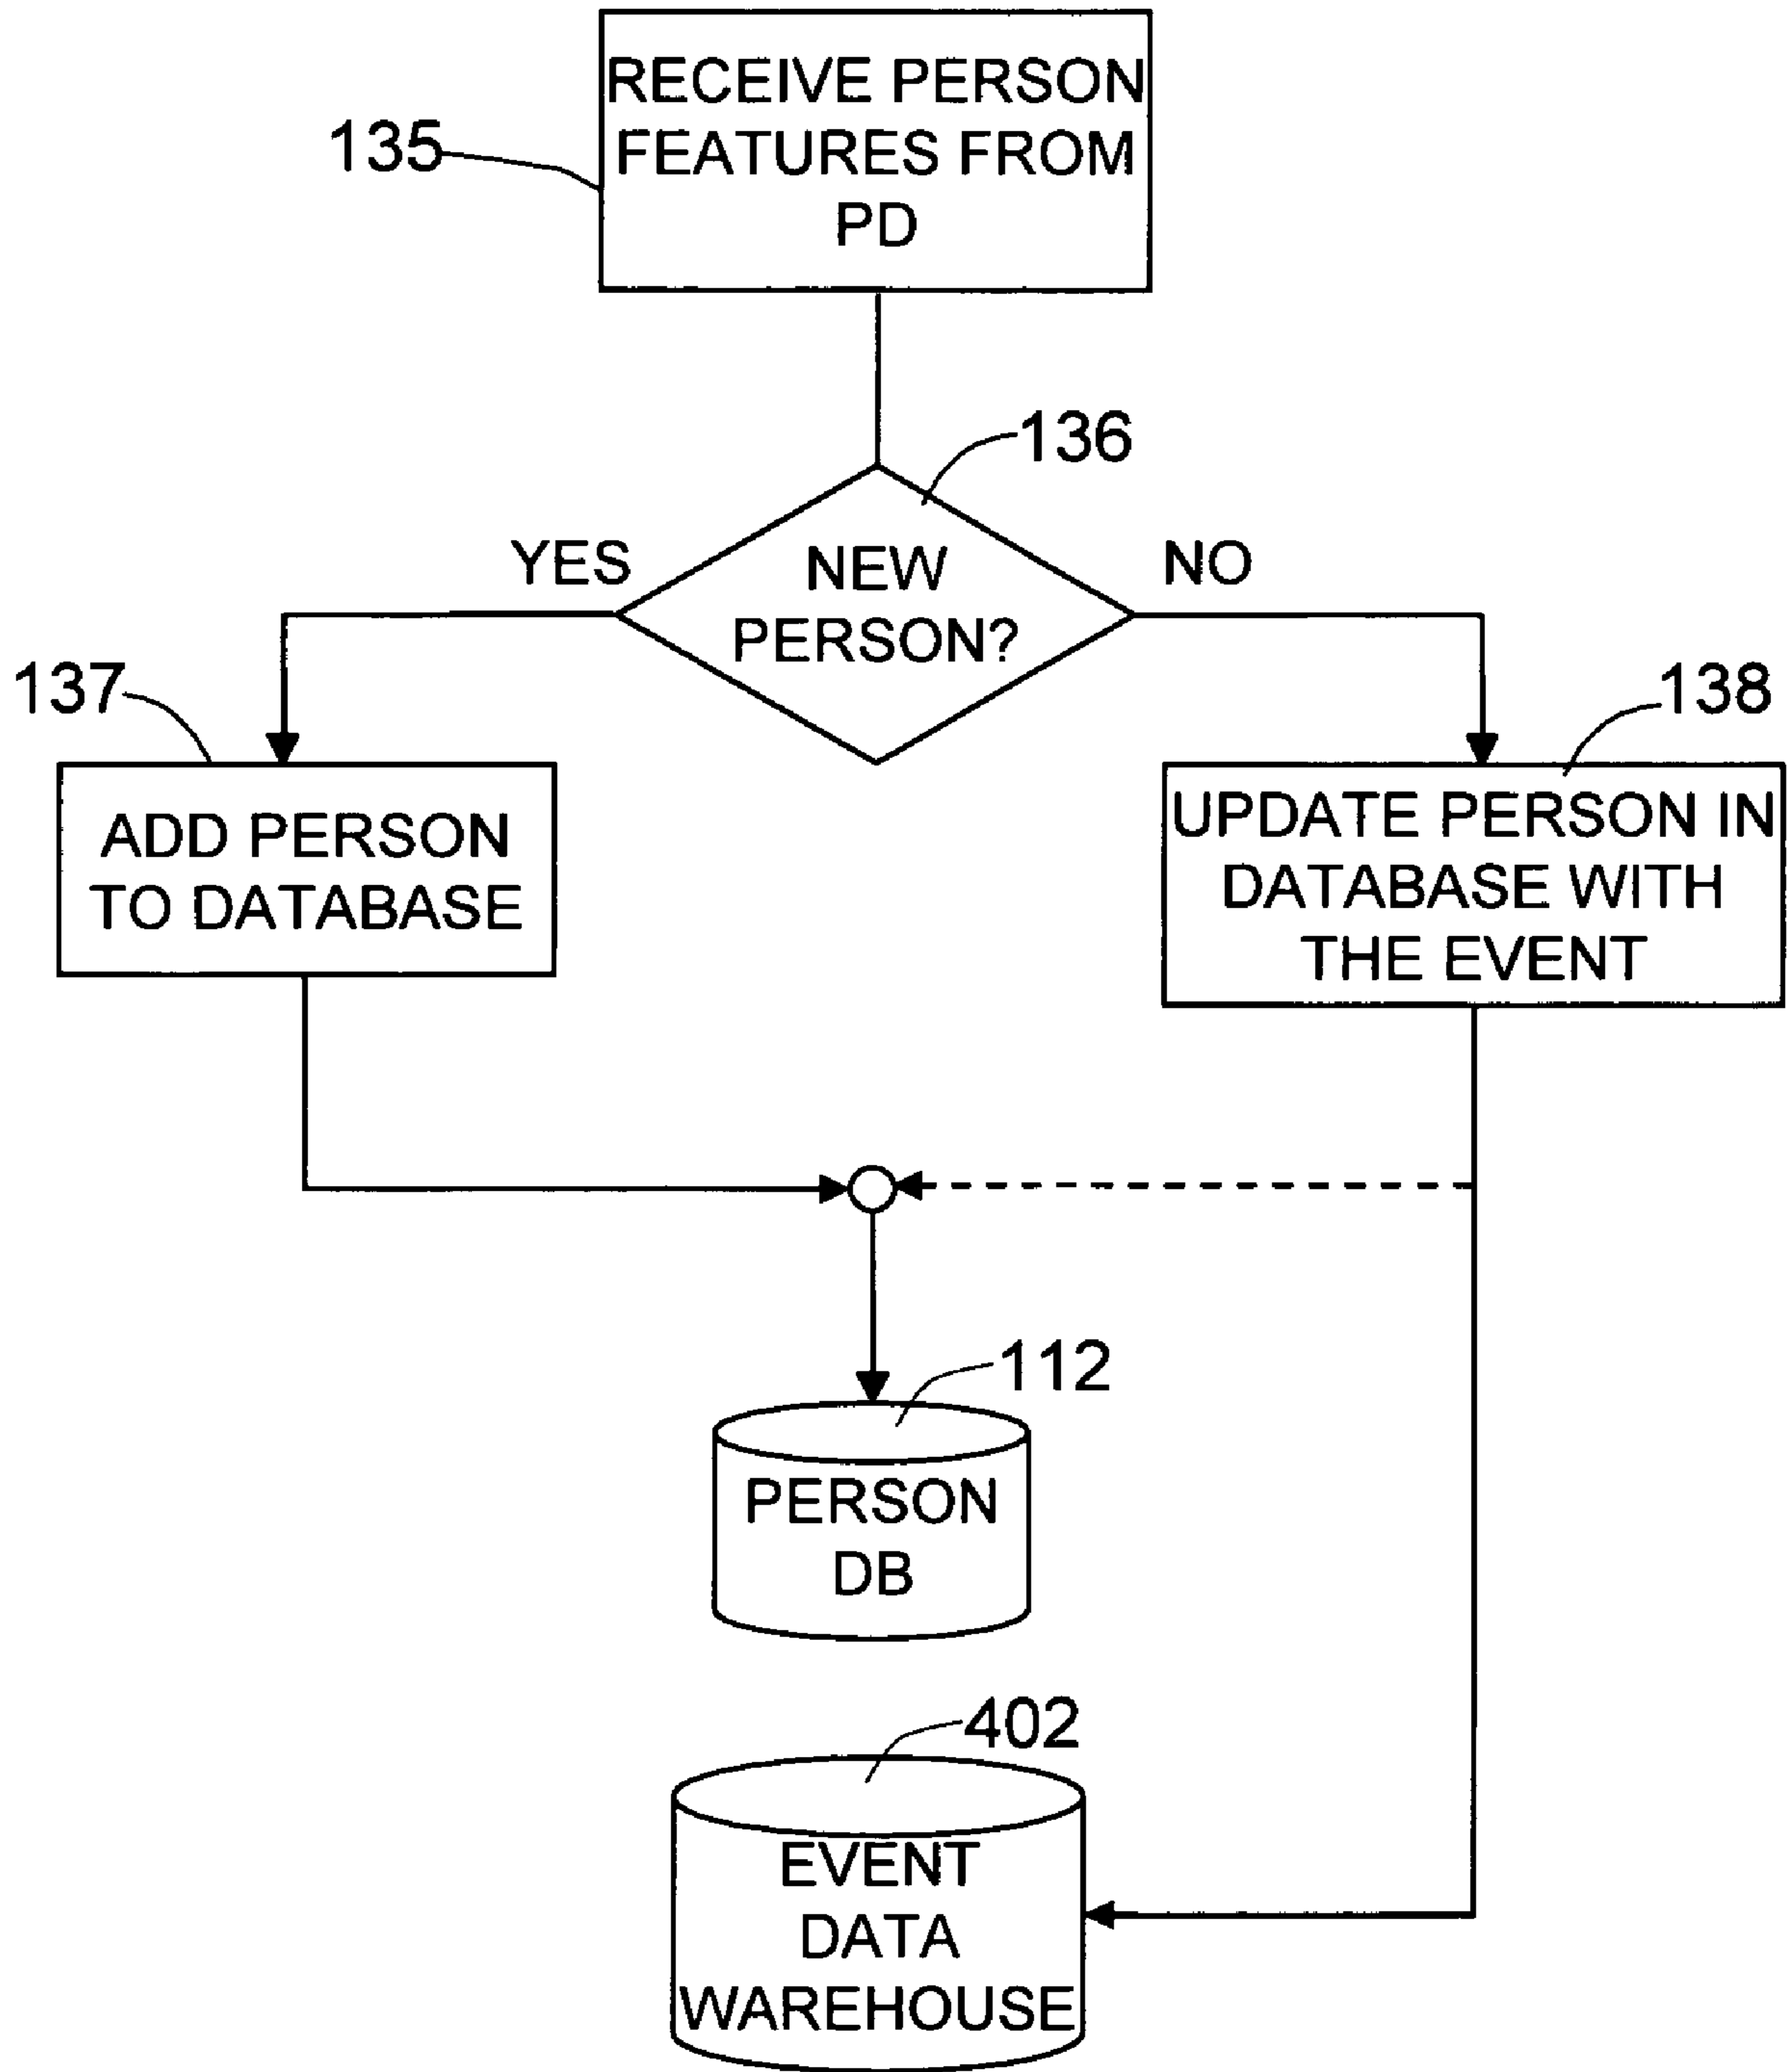 RECEIVE PERSON
FEATURES FROM
PD
135
136
YES
NEW
PERSON?
NO
137
138
ADD PERSON
TO DATABASE
UPDATE PERSON IN
DATABASE WITH
THE EVENT
112
PERSON
DB
402
EVENT
DATA
WAREHOUSE